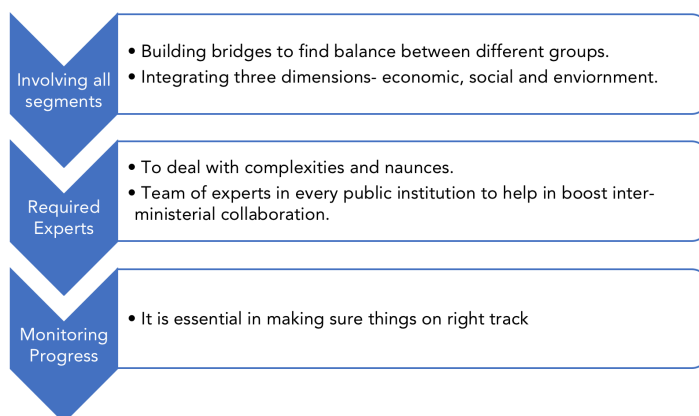 Involving all
segments
• Building bridges to find balance between different groups.
• Integrating three dimensions- economic, social and enviornment.
Required
Experts
• To deal with complexities and naunces.
• Team of experts in every public institution to help in boost inter-
ministerial collaboration.
Monitoring
Progress
• It is essential in making sure things on right track